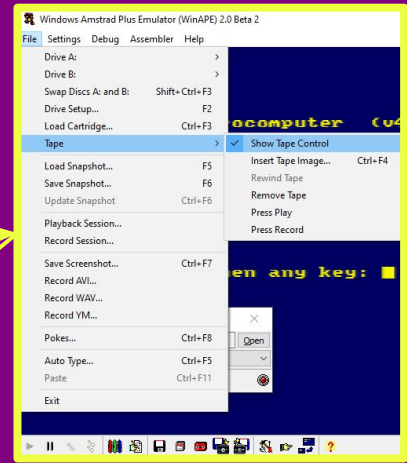 Windows Amstrad Plus Emulator (WinAPE) 2.0 Beta 2
File Settings Debug Assembler Help
Drive A:
Drive B:
Swap Discs A: and B: Shift+Ctrl+F3
Drive Setup... F2
Load Cartridge... Ctrl+F3
Tape
Load Snapshot... F5
Save Snapshot... F6
Update Snapshot Ctrl+F6
Playback Session...
Record Session...
Save Screenshot... Ctrl+F7
Record AVI...
Record WAV...
Record YM...
Pokes... Ctrl+F8
Auto Type... Ctrl+F5
Paste Ctrl+F11
Exit
Show Tape Control
Insert Tape Image... Ctrl+F4
Rewind Tape
Remove Tape
Press Play
Press Record
ocomputer (v4
en any key:
Open
?